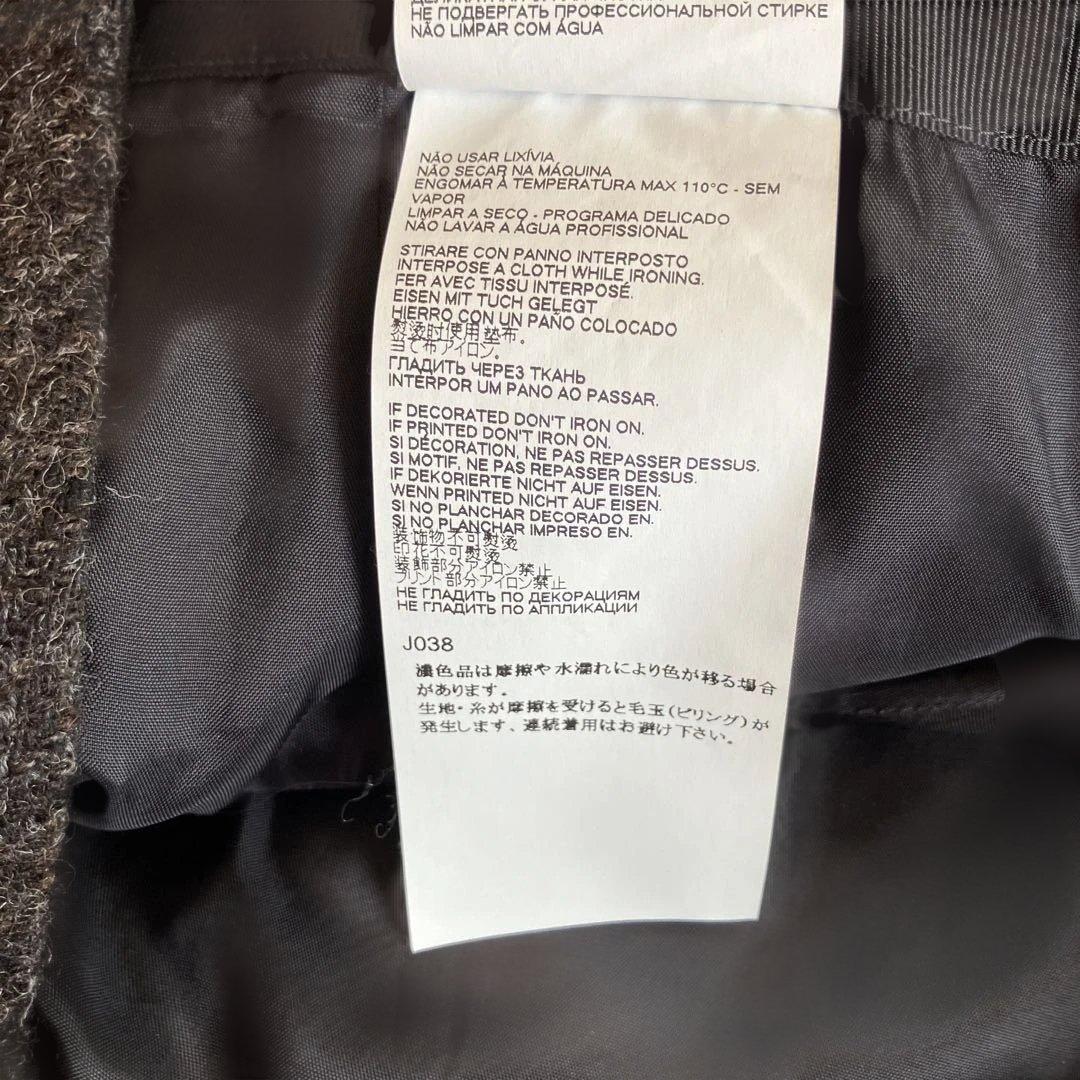 НЕ ПОДВЕРГАТЬ ПРОФЕССИОНАЛЬНОЙ СТИРКЕ
NÃO LIMPAR COM ÁGUA
NÃO USAR LIXÍVIA
NÃO SECAR NA MÁQUINA
ENGOMAR À TEMPERATURA MAX 110°C - SEM
VAPOR
LIMPAR A SECO - PROGRAMA DELICADO
NÃO LAVAR A ÁGUA PROFISSIONAL
STIRARE CON PANNO INTERPOSTO
INTERPOSE A CLOTH WHILE IRONING.
FER AVEC TISSU INTERPOSÉ.
EISEN MIT TUCH GELEGT
HIERRO CON UN PAÑO COLOCADO
熨烫时使用垫布。
当て布アイロン。
ГЛАДИТЬ ЧЕРЕЗ ТКАНЬ
INTERPOR UM PANO AO PASSAR.
IF DECORATED DON'T IRON ON.
IF PRINTED DON'T IRON ON.
SI DÉCORATION, NE PAS REPASSER DESSUS.
SI MOTIF, NE PAS REPASSER DESSUS.
IF DEKORIERTE NICHT AUF EISEN.
WENN PRINTED NICHT AUF EISEN.
SI NO PLANCHAR DECORADO EN.
SI NO PLANCHAR IMPRESO EN.
装饰物不可熨烫
印花不可熨烫
装飾部分アイロン禁止
プリント部分アイロン禁止
НЕ ГЛАДИТЬ ПО ДЕКОРАЦИЯМ
НЕ ГЛАДИТЬ ПО АППЛИКАЦИИ
J038
濃色品は摩擦や水濡れにより色が移る場合
があります。
生地・糸が摩擦を受けると毛玉(ピリング)が
発生します、連続着用はお避け下さい。